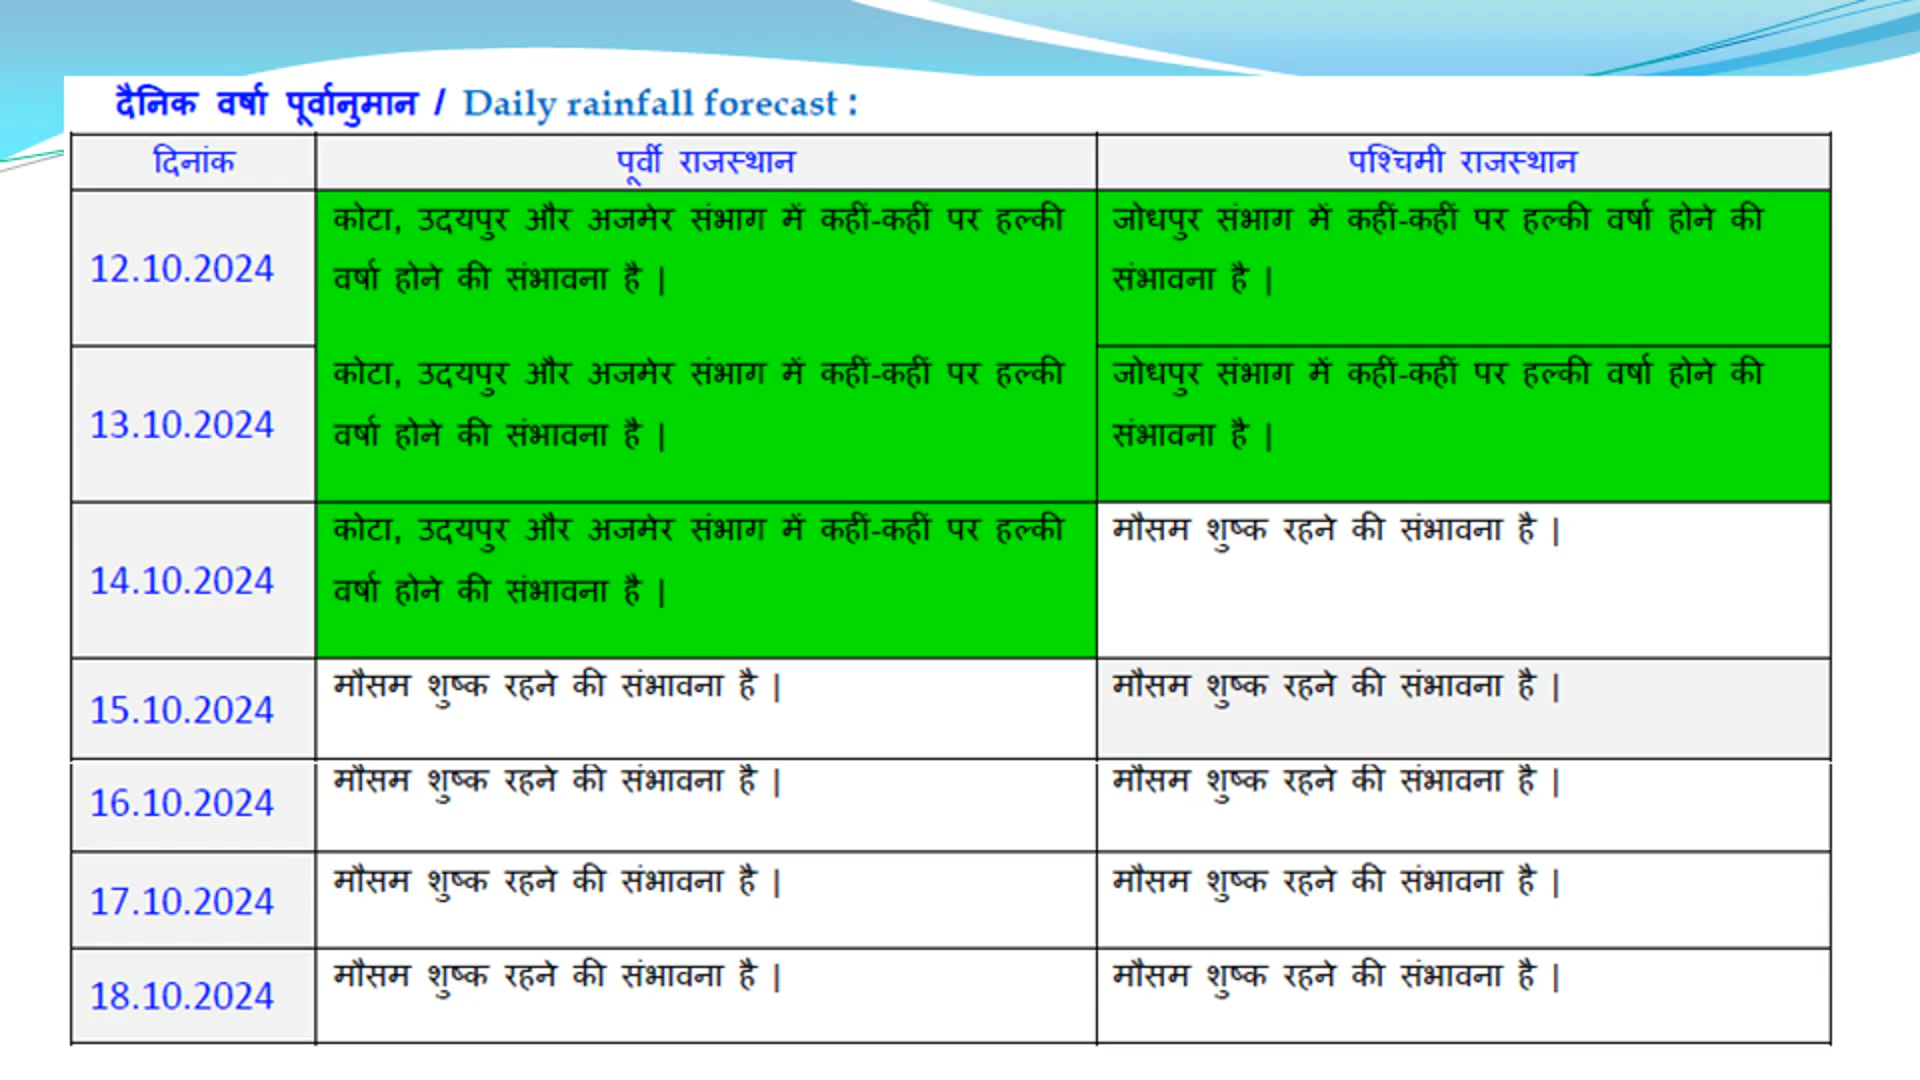 दैनिक वर्षा पूर्वानुमान / Daily rainfall forecast :
दिनांक पूर्वी राजस्थान पश्चिमी राजस्थान
12.10.2024
कोटा, उदयपुर और अजमेर संभाग में कहीं-कहीं पर हल्की
वर्षा होने की संभावना है |
जोधपुर संभाग में कहीं-कहीं पर हल्की वर्षा होने की
संभावना है |
13.10.2024
कोटा, उदयपुर और अजमेर संभाग में कहीं-कहीं पर हल्की
वर्षा होने की संभावना है |
जोधपुर संभाग में कहीं-कहीं पर हल्की वर्षा होने की
संभावना है |
14.10.2024
कोटा, उदयपुर और अजमेर संभाग में कहीं-कहीं पर हल्की
वर्षा होने की संभावना है |
मौसम शुष्क रहने की संभावना है |
15.10.2024
मौसम शुष्क रहने की संभावना है |
मौसम शुष्क रहने की संभावना है |
16.10.2024
मौसम शुष्क रहने की संभावना है |
मौसम शुष्क रहने की संभावना है |
17.10.2024
मौसम शुष्क रहने की संभावना है |
मौसम शुष्क रहने की संभावना है |
18.10.2024
मौसम शुष्क रहने की संभावना है |
मौसम शुष्क रहने की संभावना है |